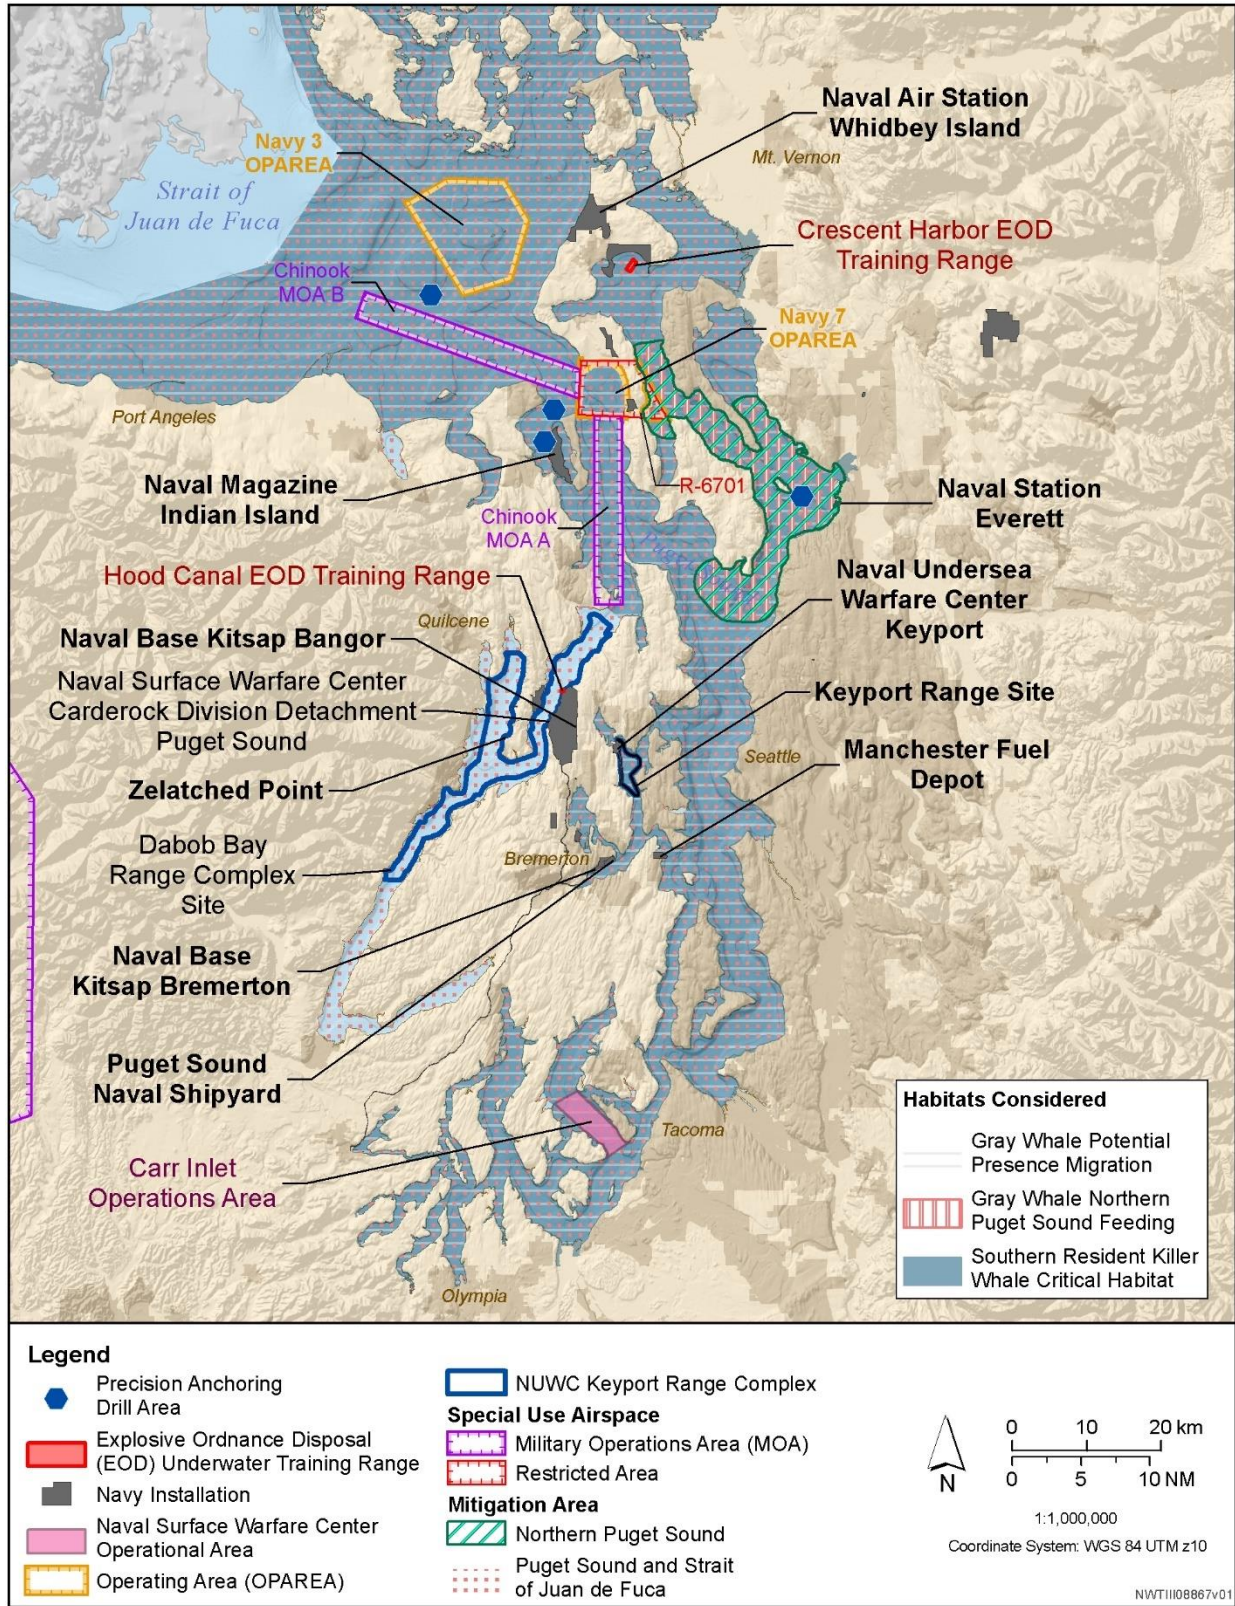 Naval Air Station
Whidbey Island
Mt. Vernon
Navy 3
OPAREA
Strait of
Juan de Fuca
Crescent Harbor EOD
Training Range
Chinook
MOA B
Navy 7
OPAREA
Port Angeles
Naval Magazine
Indian Island
R-6701
Naval Station
Everett
Chinook
MOA A
Hood Canal EOD Training Range
Naval Undersea
Warfare Center
Keyport
Quilcene
Naval Base Kitsap Bangor
Naval Surface Warfare Center
Carderock Division Detachment
Puget Sound
Keyport Range Site
Seattle
Manchester Fuel
Depot
Zelatched Point
Dabob Bay
Range Complex
Site
Bremerton
Naval Base
Kitsap Bremerton
Puget Sound
Naval Shipyard
Tacoma
Carr Inlet
Operations Area
Olympia
Habitats Considered
Gray Whale Potential
Presence Migration
Gray Whale Northern
Puget Sound Feeding
Southern Resident Killer
Whale Critical Habitat
Legend
Precision Anchoring
Drill Area
Explosive Ordnance Disposal
(EOD) Underwater Training Range
Navy Installation
Naval Surface Warfare Center
Operational Area
Operating Area (OPAREA)
NUWC Keyport Range Complex
Special Use Airspace
Military Operations Area (MOA)
Restricted Area
Mitigation Area
Northern Puget Sound
Puget Sound and Strait
of Juan de Fuca
N
0 10 20 km
0 5 10 NM
1:1,000,000
Coordinate System: WGS 84 UTM z10
NWTIII08867v01